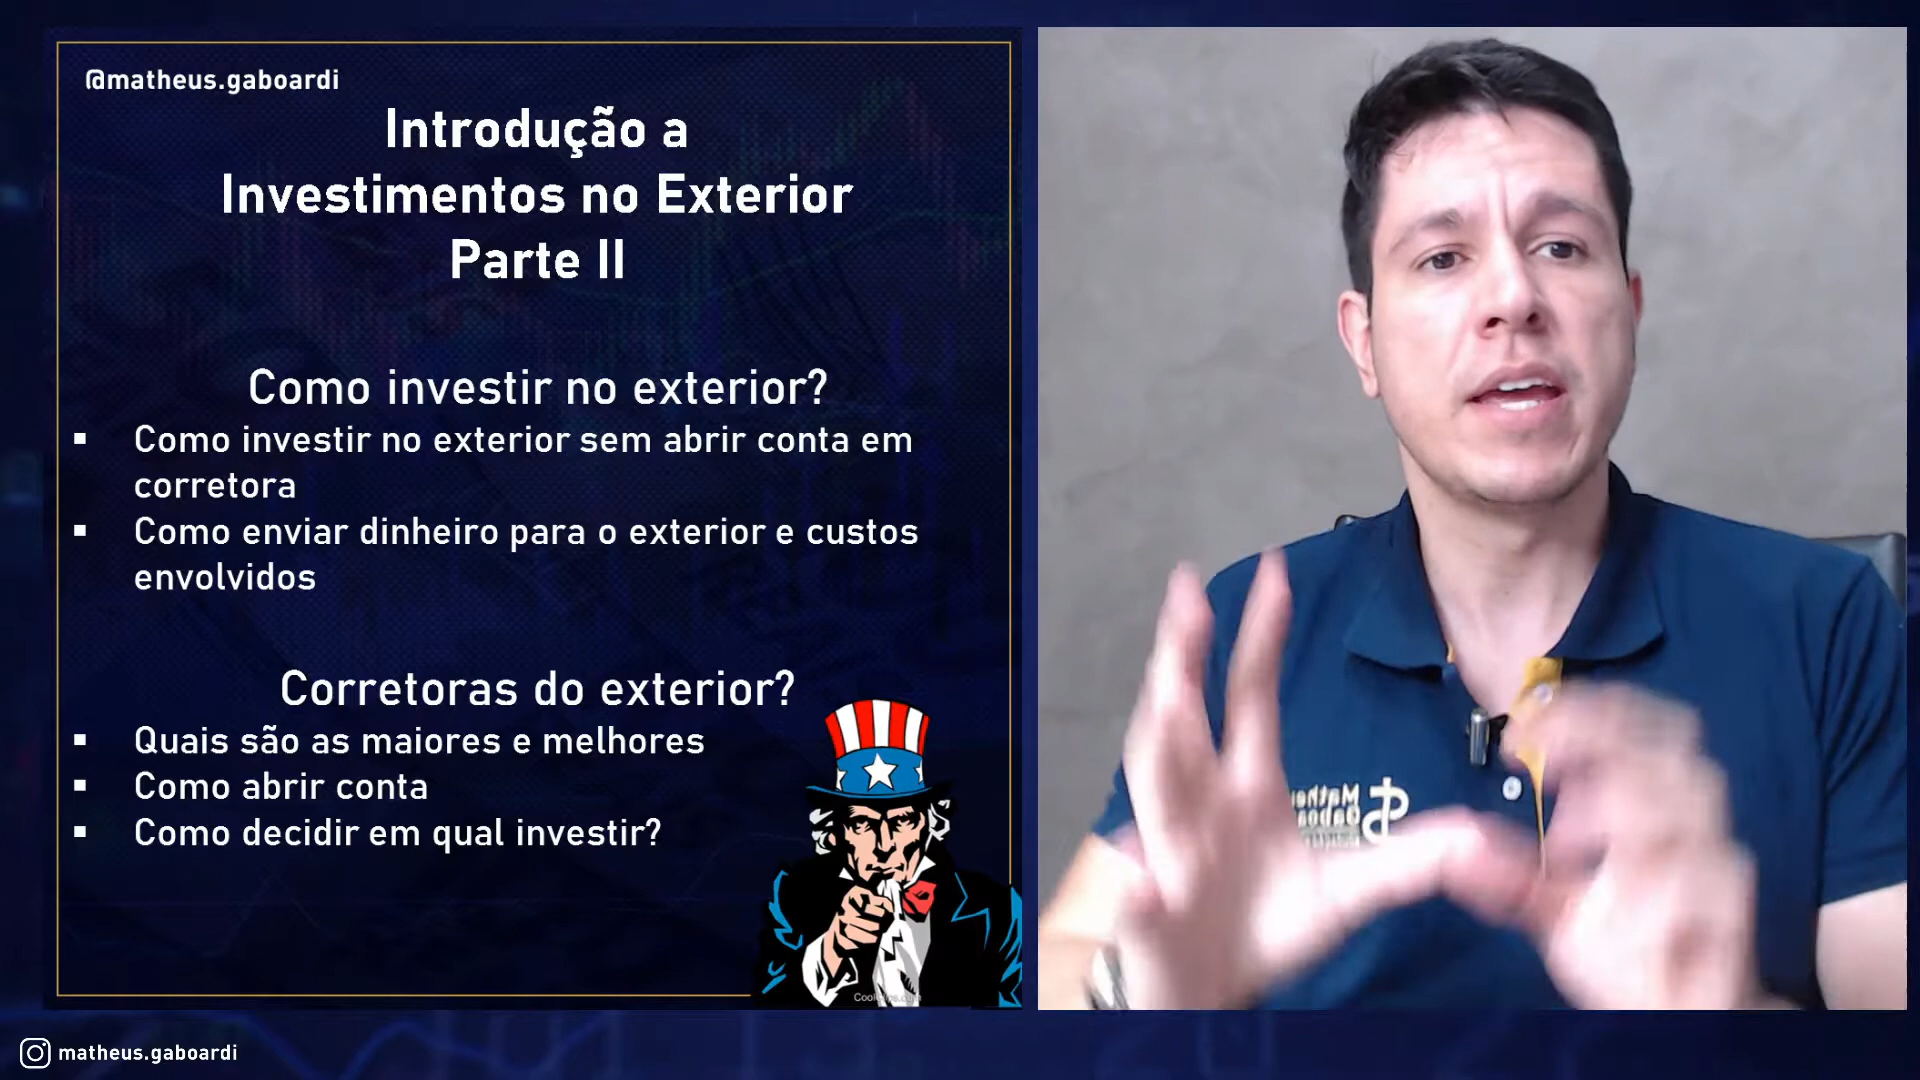 @matheus.gaboardi
Introdução a
Investimentos no Exterior
Parte II
Como investir no exterior?
▪ Como investir no exterior sem abrir conta em
corretora
▪ Como enviar dinheiro para o exterior e custos
envolvidos
Corretoras do exterior?
▪ Quais são as maiores e melhores
▪ Como abrir conta
▪ Como decidir em qual investir?
matheus.gaboardi